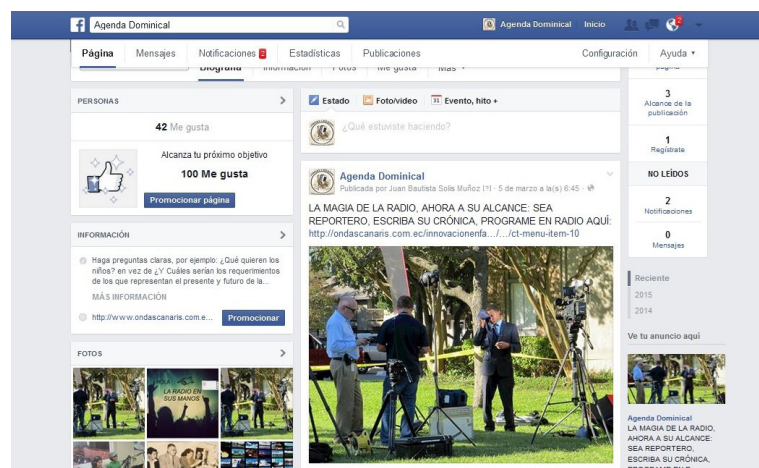 Agenda Dominical
Agenda Dominical Inicio
Página Mensajes Notificaciones 2 Estadísticas Publicaciones Configuración Ayuda
Biografía Información Fotos Me gusta Más
PERSONAS
42 Me gusta
Alcanza tu próximo objetivo
100 Me gusta
Promocionar página
INFORMACIÓN
Haga preguntas claras, por ejemplo: ¿Qué quieren los
niños? en vez de ¿Y Cuáles serían los requerimientos
de los que representan el presente y futuro de la...
MÁS INFORMACIÓN
http://www.ondascanaris.com.e... Promocionar
FOTOS
LA RADIO EN
SUS MANOS
Estado Foto/video 31 Evento, hito +
¿Qué estuviste haciendo?
Agenda Dominical
Publicada por Juan Bautista Solis Muñoz [?] · 5 de marzo a la(s) 6:45 ·
LA MAGIA DE LA RADIO, AHORA A SU ALCANCE: SEA
REPORTERO, ESCRIBA SU CRÓNICA, PROGRAME EN RADIO AQUÍ:
http://ondascanaris.com.ec/innovacionenfa.../.../ct-menu-item-10
página
3
Alcance de la
publicación
1
Regístrate
NO LEÍDOS
2
Notificaciones
0
Mensajes
Reciente
2015
2014
Ve tu anuncio aquí
Agenda Dominical
LA MAGIA DE LA RADIO,
AHORA A SU ALCANCE:
SEA REPORTERO,
ESCRIBA SU CRÓNICA,